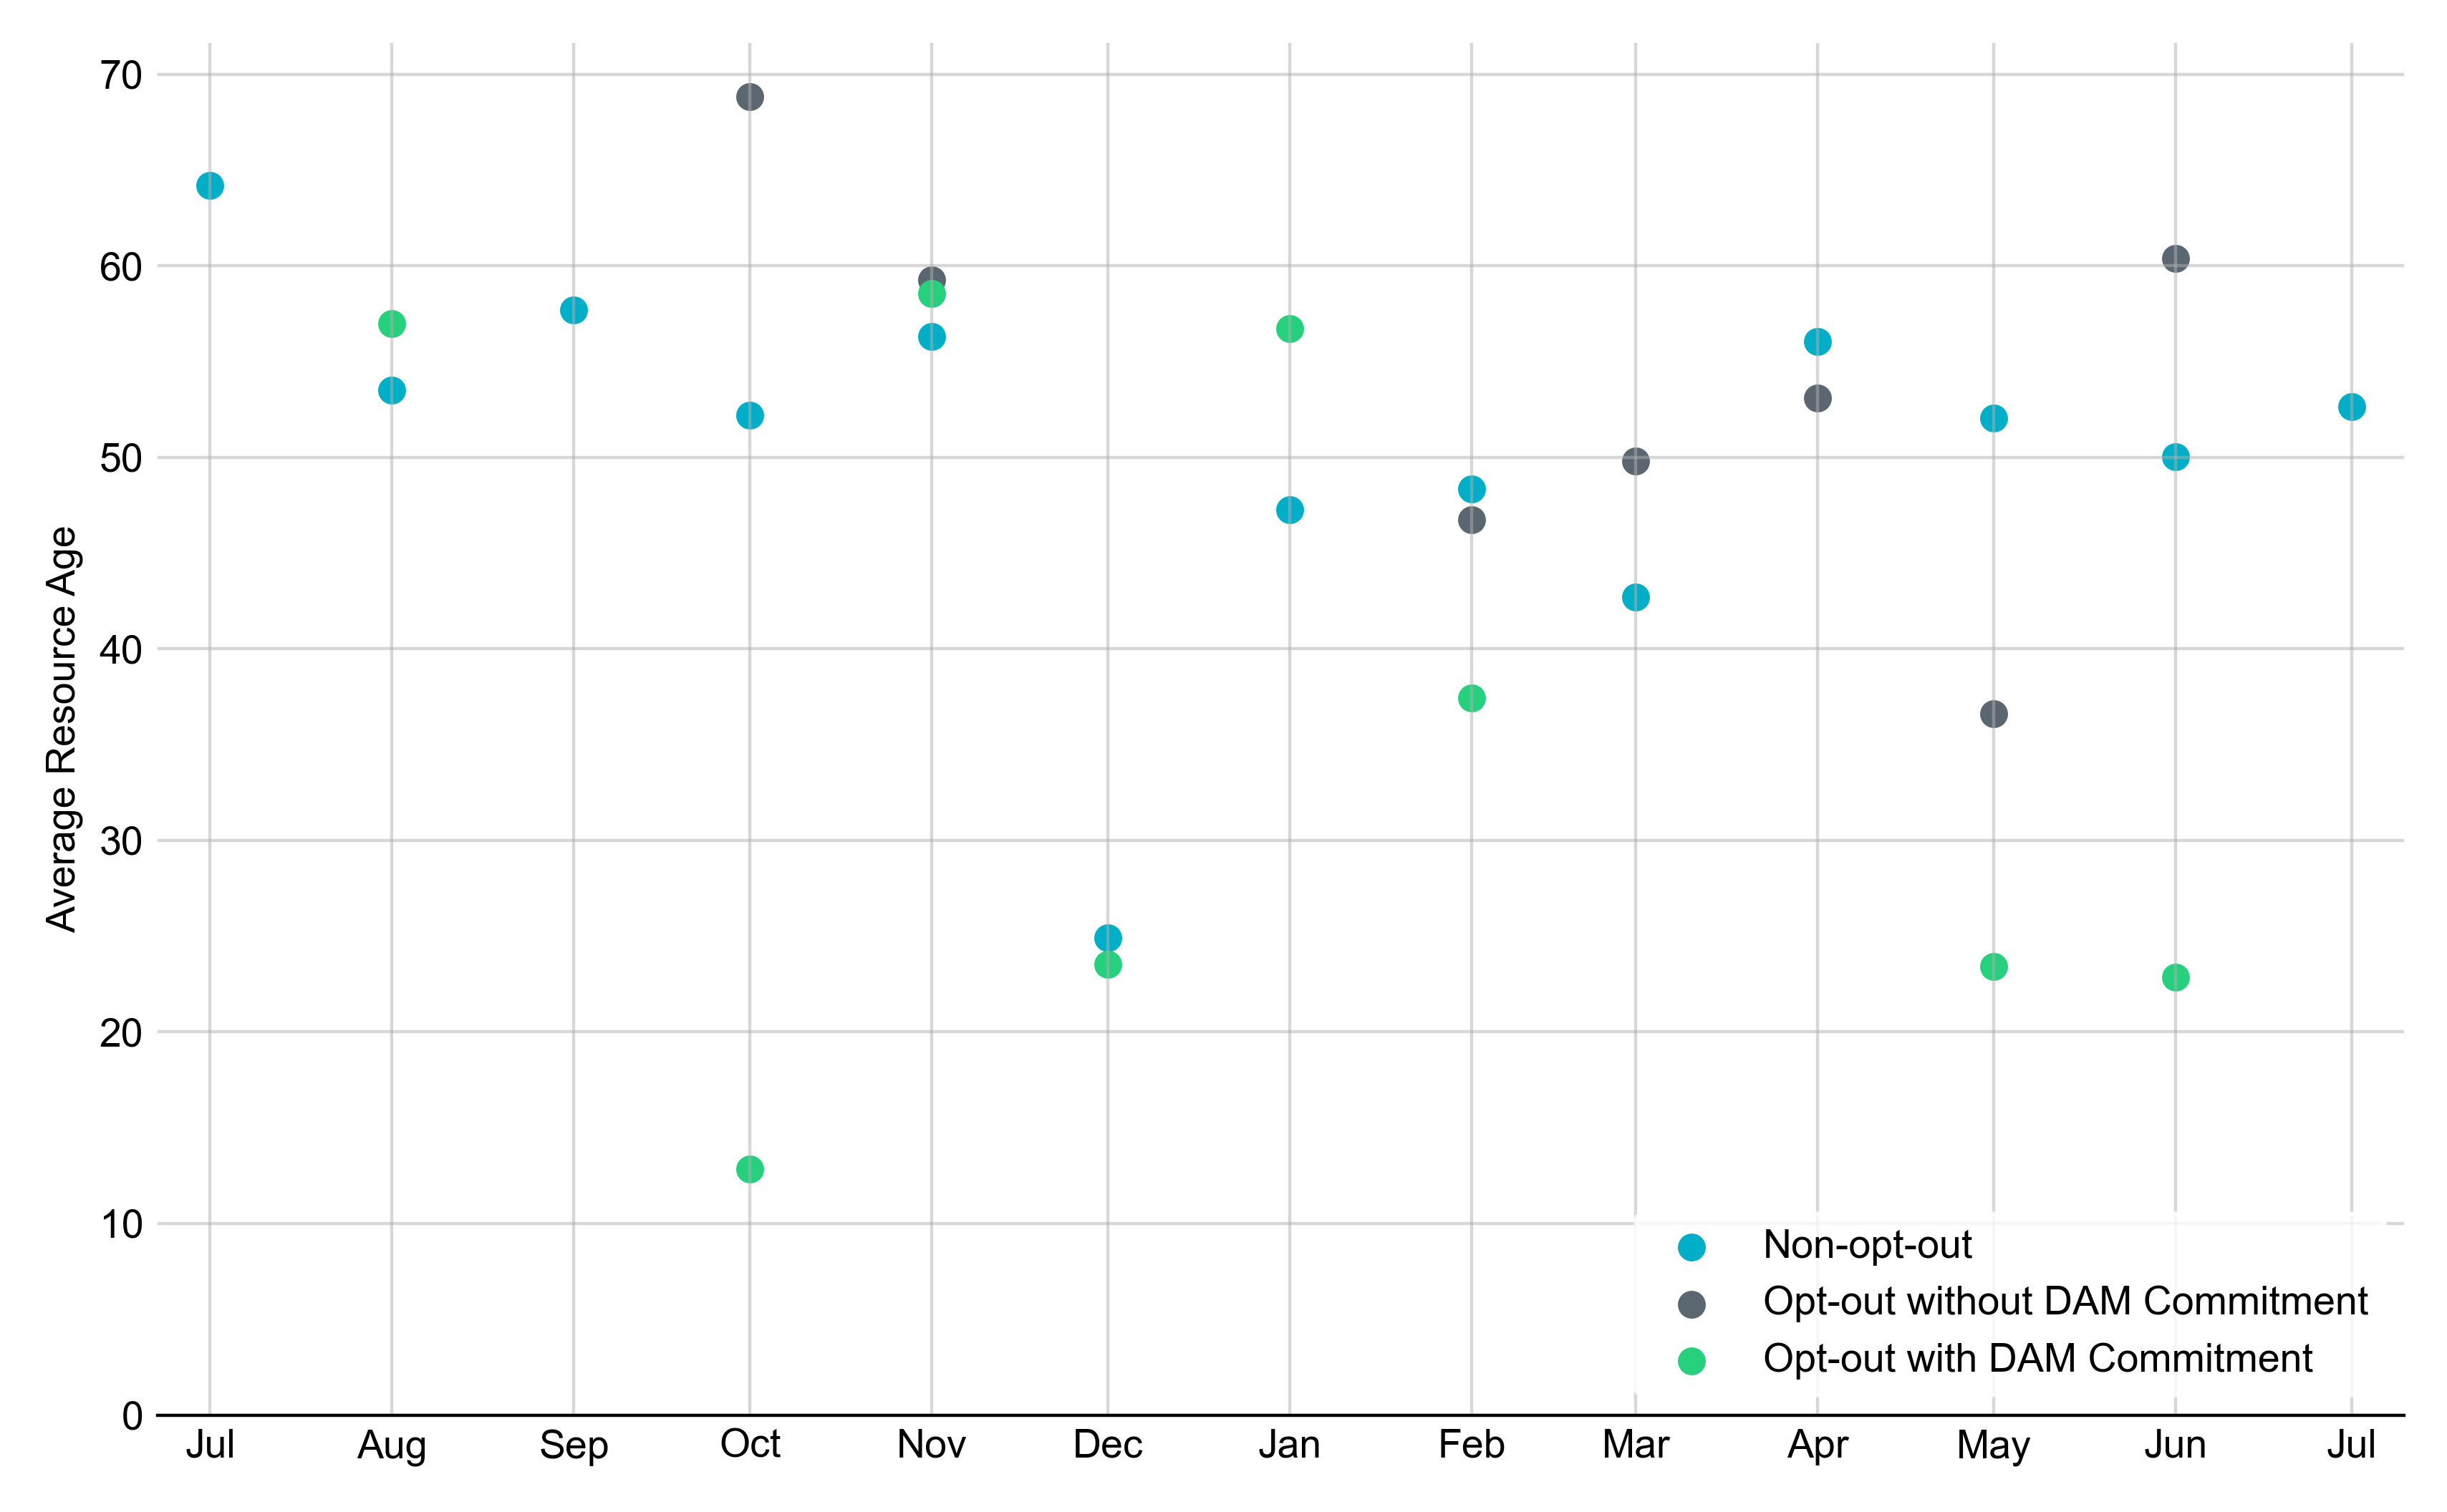 Average Resource Age
70
60
50
40
30
20
10
0
Jul Aug Sep Oct Nov Dec Jan Feb Mar Apr May Jun Jul
Non-opt-out
Opt-out without DAM Commitment
Opt-out with DAM Commitment